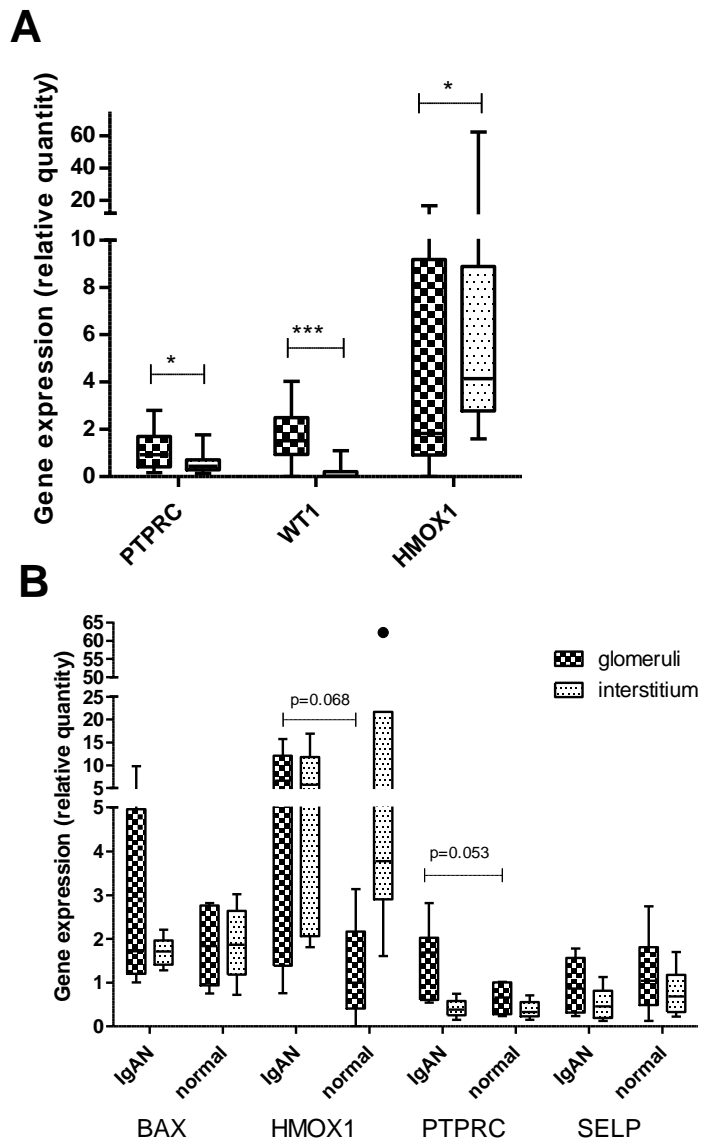 A
Gene expression (relative quantity)
60
40
20
10
8
6
4
2
0
*
***
*
PTPRC
WT1
HMOX1
B
Gene expression (relative quantity)
65
60
55
50
25
20
15
10
5
5
4
3
2
1
0
p=0.068
p=0.053
glomeruli
interstitium
IgAN
normal
IgAN
normal
IgAN
normal
IgAN
normal
BAX
HMOX1
PTPRC
SELP